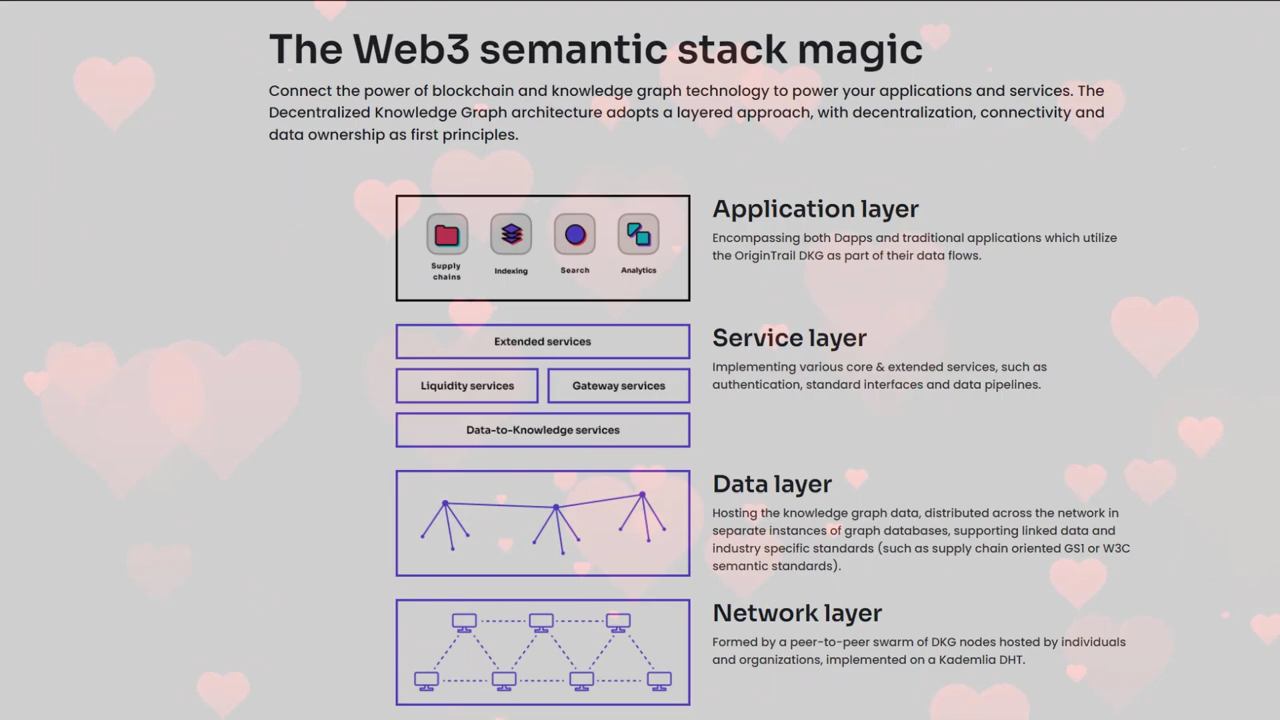 The Web3 semantic stack magic
Connect the power of blockchain and knowledge graph technology to power your applications and services. The
Decentralized Knowledge Graph architecture adopts a layered approach, with decentralization, connectivity and
data ownership as first principles.
Supply
chains
Indexing
Search
Analytics
Application layer
Encompassing both Dapps and traditional applications which utilize
the OriginTrail DKG as part of their data flows.
Extended services
Liquidity services
Gateway services
Data-to-Knowledge services
Service layer
Implementing various core & extended services, such as
authentication, standard interfaces and data pipelines.
Data layer
Hosting the knowledge graph data, distributed across the network in
separate instances of graph databases, supporting linked data and
industry specific standards (such as supply chain oriented GS1 or W3C
semantic standards).
Network layer
Formed by a peer-to-peer swarm of DKG nodes hosted by individuals
and organizations, implemented on a Kademlia DHT.